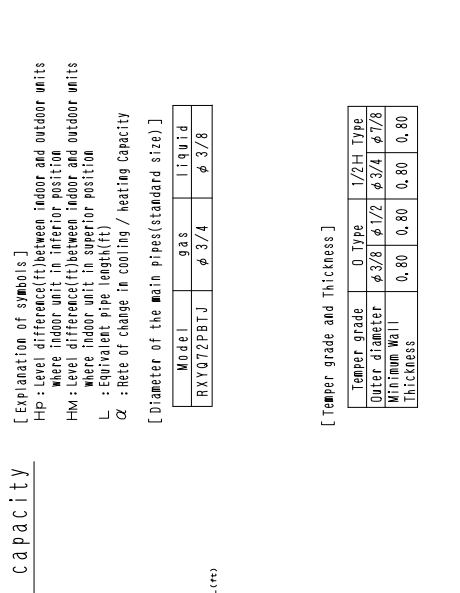 capacity
[ Explanation of symbols ]
Hp : Level difference(ft)between indoor and outdoor units
where indoor unit in inferior position
HM : Level difference(ft)between indoor and outdoor units
where indoor unit in superior position
L : Equivalent pipe length(ft)
α : Rete of change in cooling / heating Capacity
[ Diameter of the main pipes(standard size) ]
Model gas liquid
RXYQ72PBTJ φ 3/4 φ 3/8
L(ft)
[ Temper grade and Thickness ]
Temper grade O Type 1/2H Type
Outer diameter φ3/8 φ1/2 φ3/4 φ7/8
Minimum Wall
Thickness 0.80 0.80 0.80 0.80